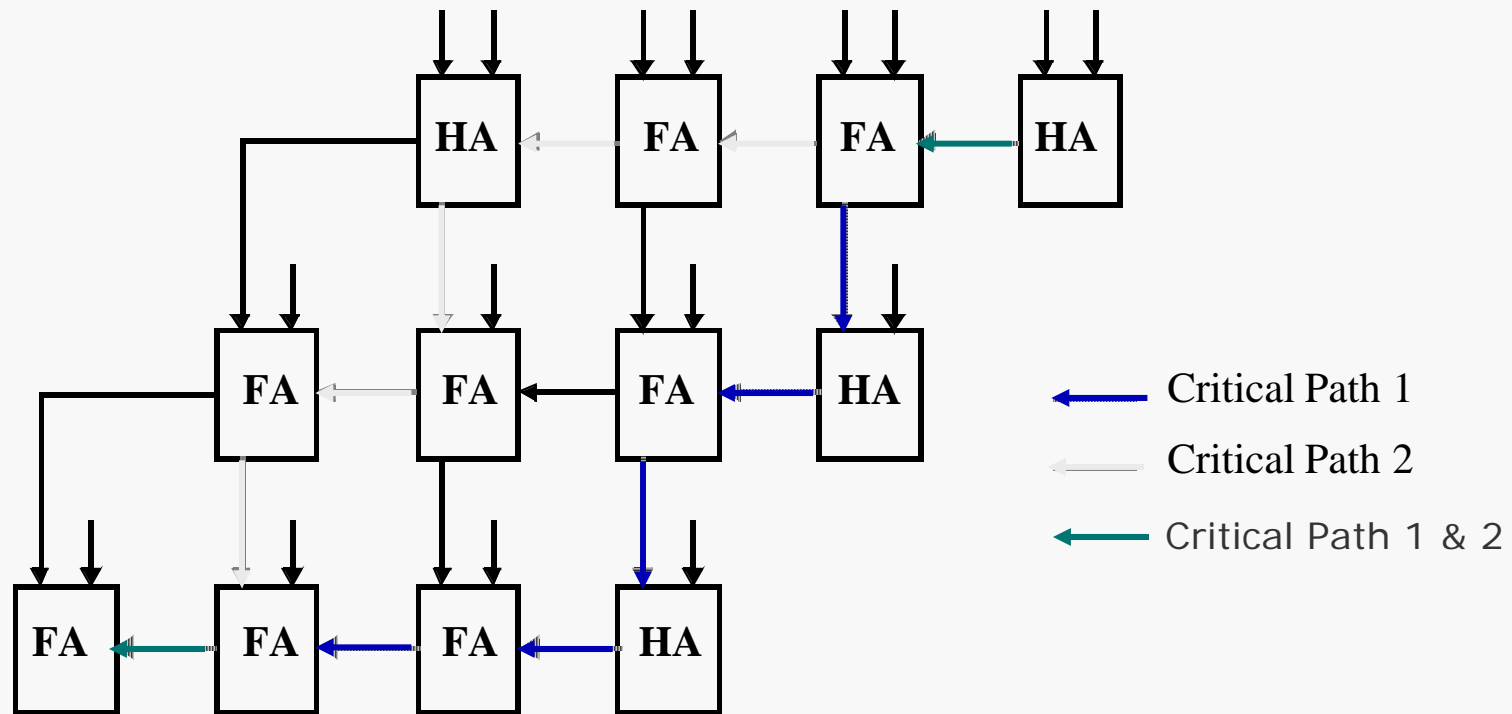 HA FA FA HA
FA FA FA HA
Critical Path 1
Critical Path 2
Critical Path 1 & 2
FA FA FA HA